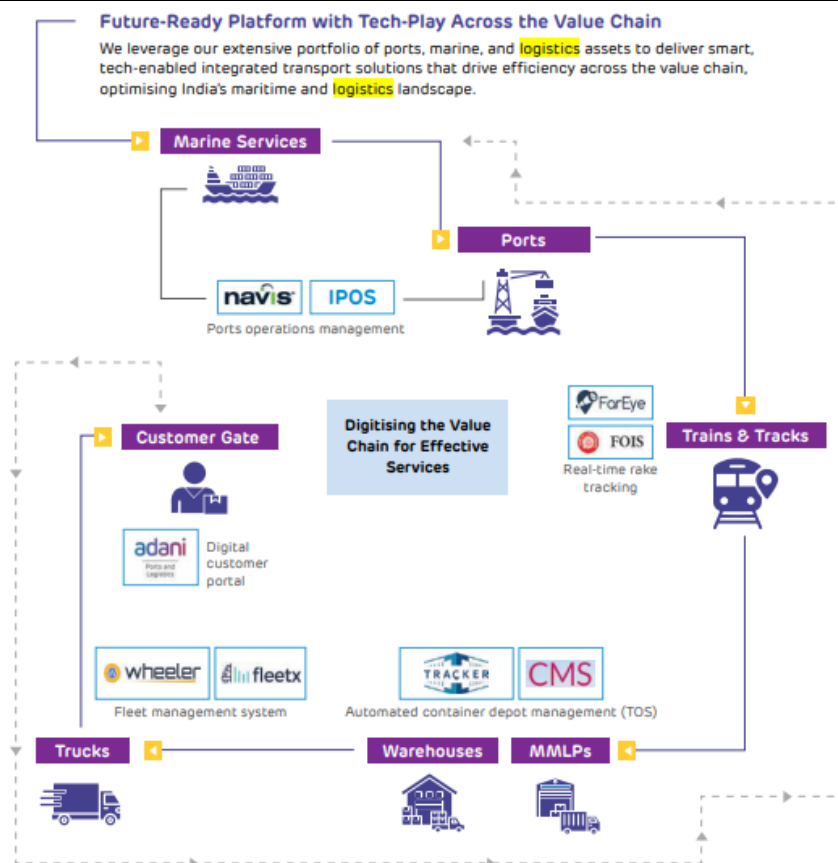 Future-Ready Platform with Tech-Play Across the Value Chain
We leverage our extensive portfolio of ports, marine, and logistics assets to deliver smart,
tech-enabled integrated transport solutions that drive efficiency across the value chain,
optimising India's maritime and logistics landscape.
Marine Services
Ports
navis
IPOS
Ports operations management
FarEye
FOIS
Real-time rake
tracking
Trains & Tracks
Customer Gate
Digitising the Value
Chain for Effective
Services
adani
Ports and
Logistics
Digital
customer
portal
wheeler
fleetx
Fleet management system
TRACKER
CMS
Automated container depot management (TOS)
Trucks
Warehouses
MMLPs